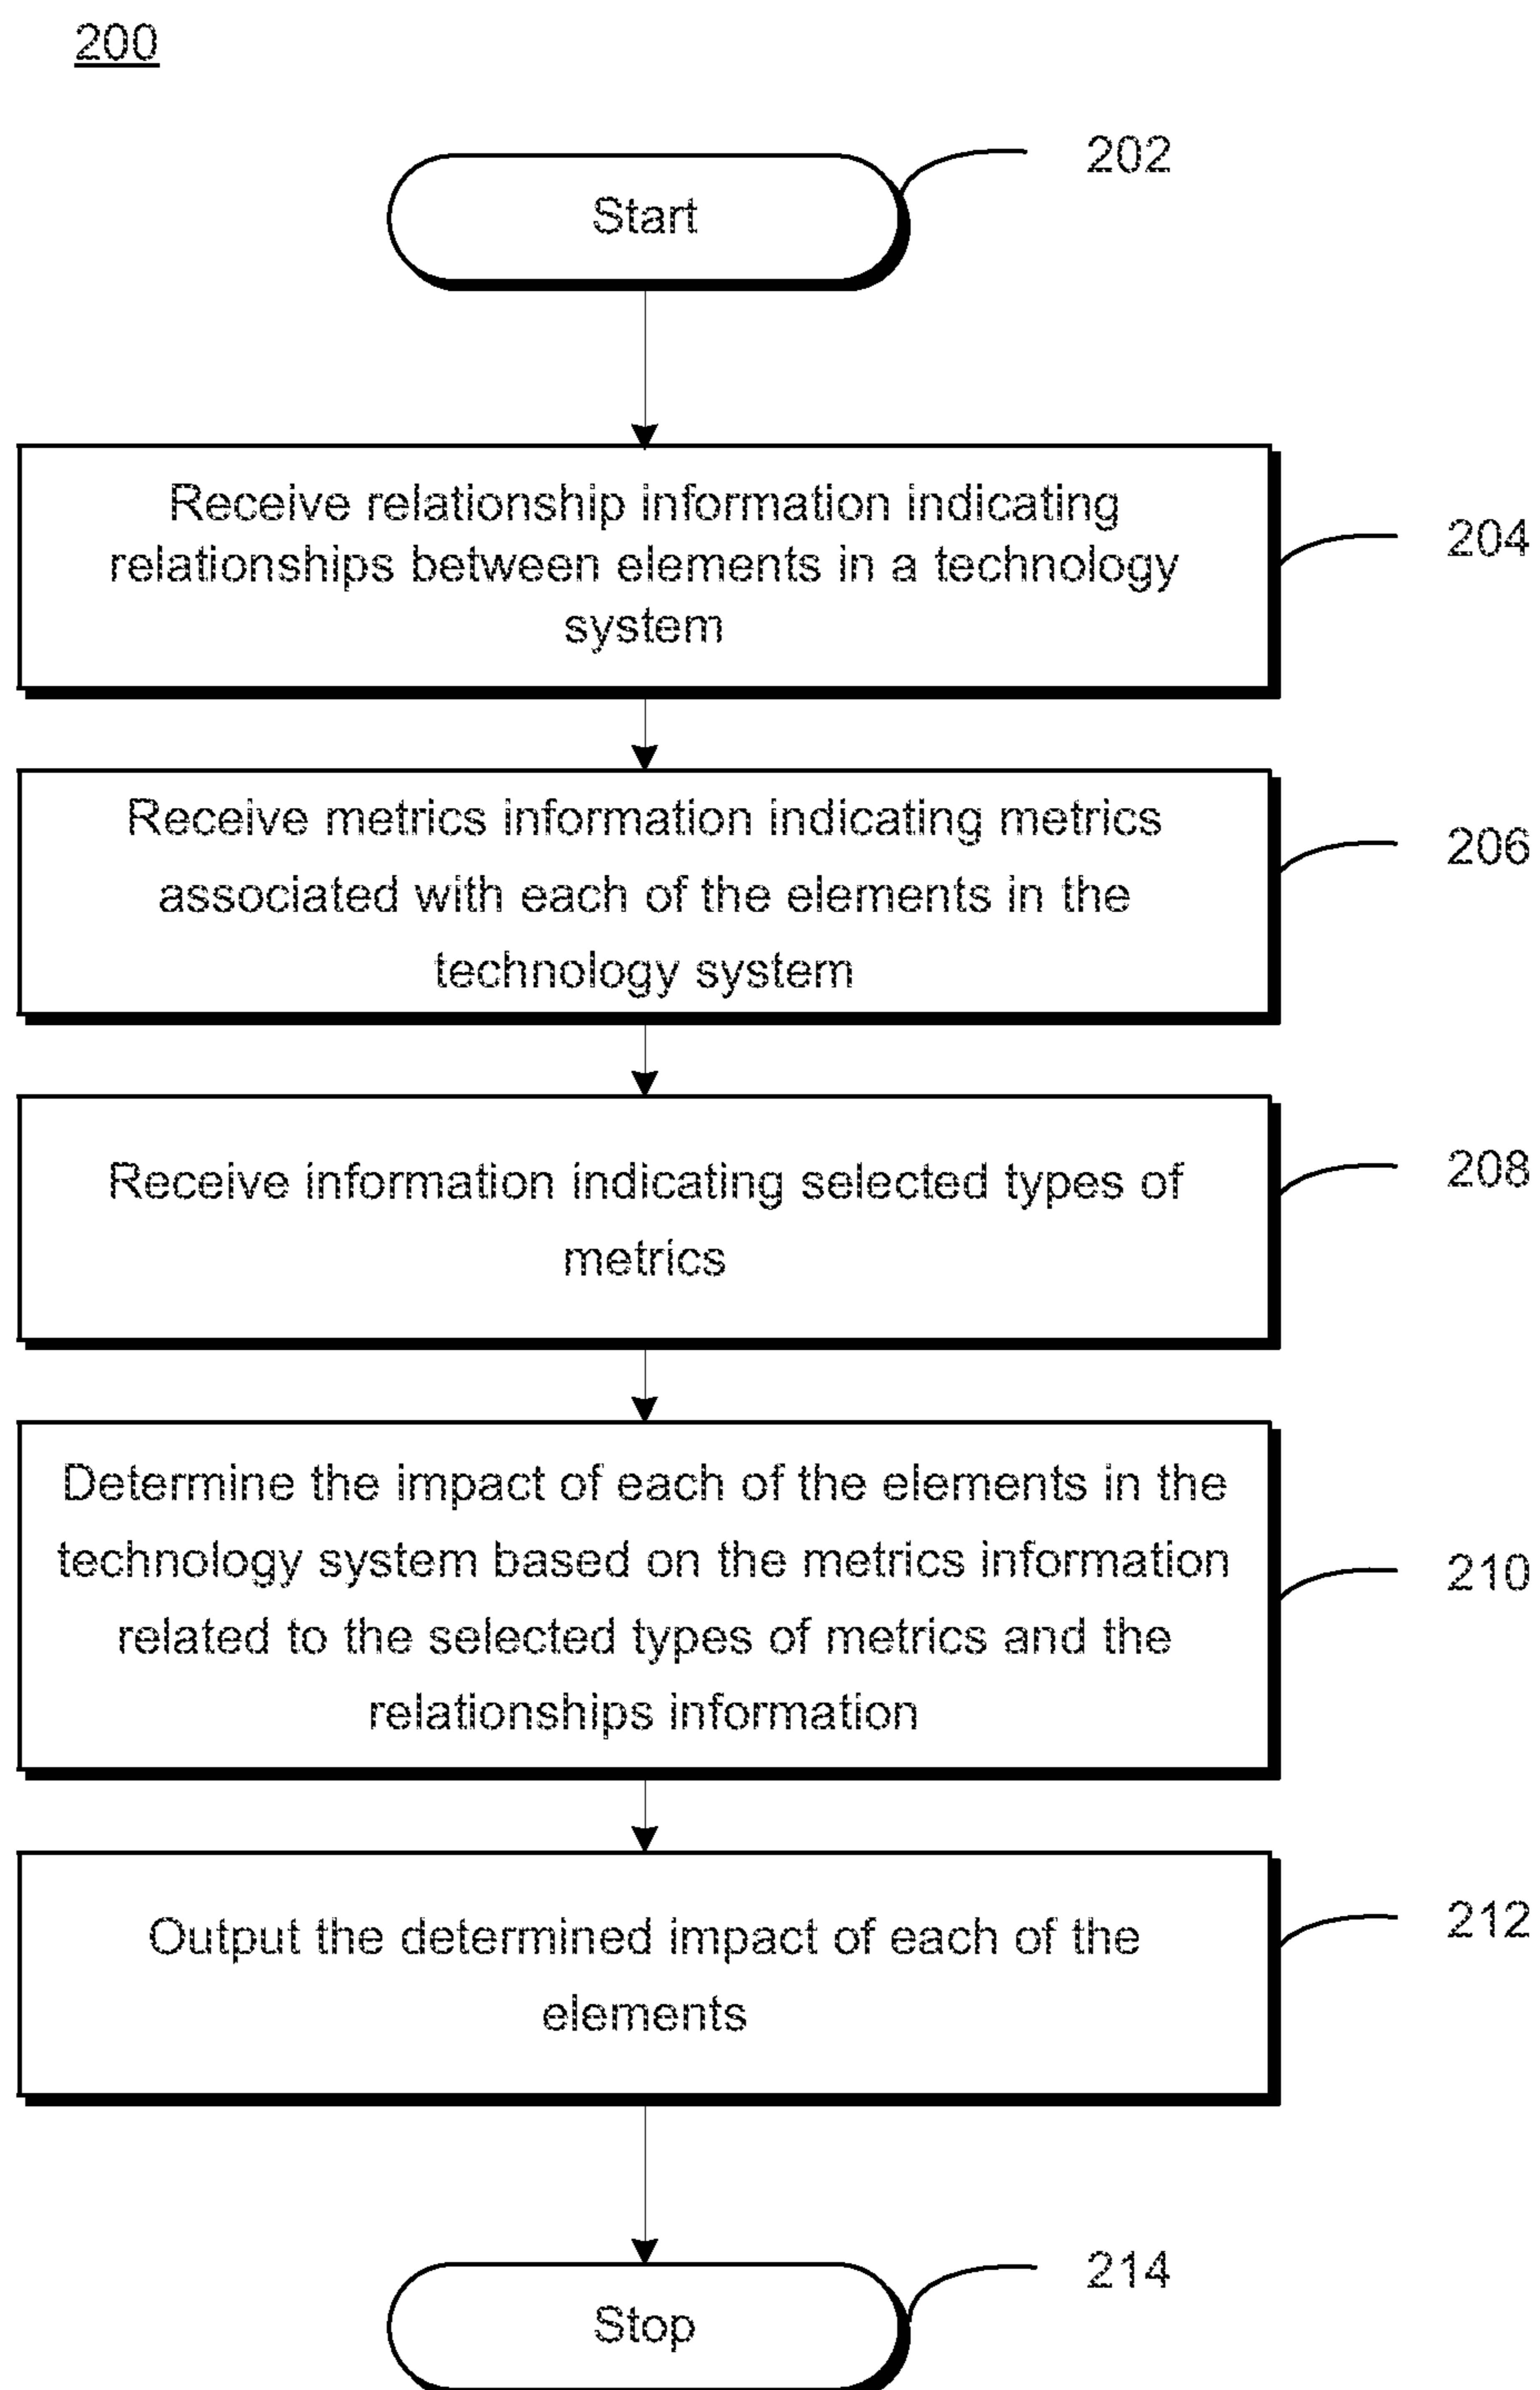 200
Start
202
Receive relationship information indicating
relationships between elements in a technology
system
204
Receive metrics information indicating metrics
associated with each of the elements in the
technology system
206
Receive information indicating selected types of
metrics
208
Determine the impact of each of the elements in the
technology system based on the metrics information
related to the selected types of metrics and the
relationships information
210
Output the determined impact of each of the
elements
212
Stop
214